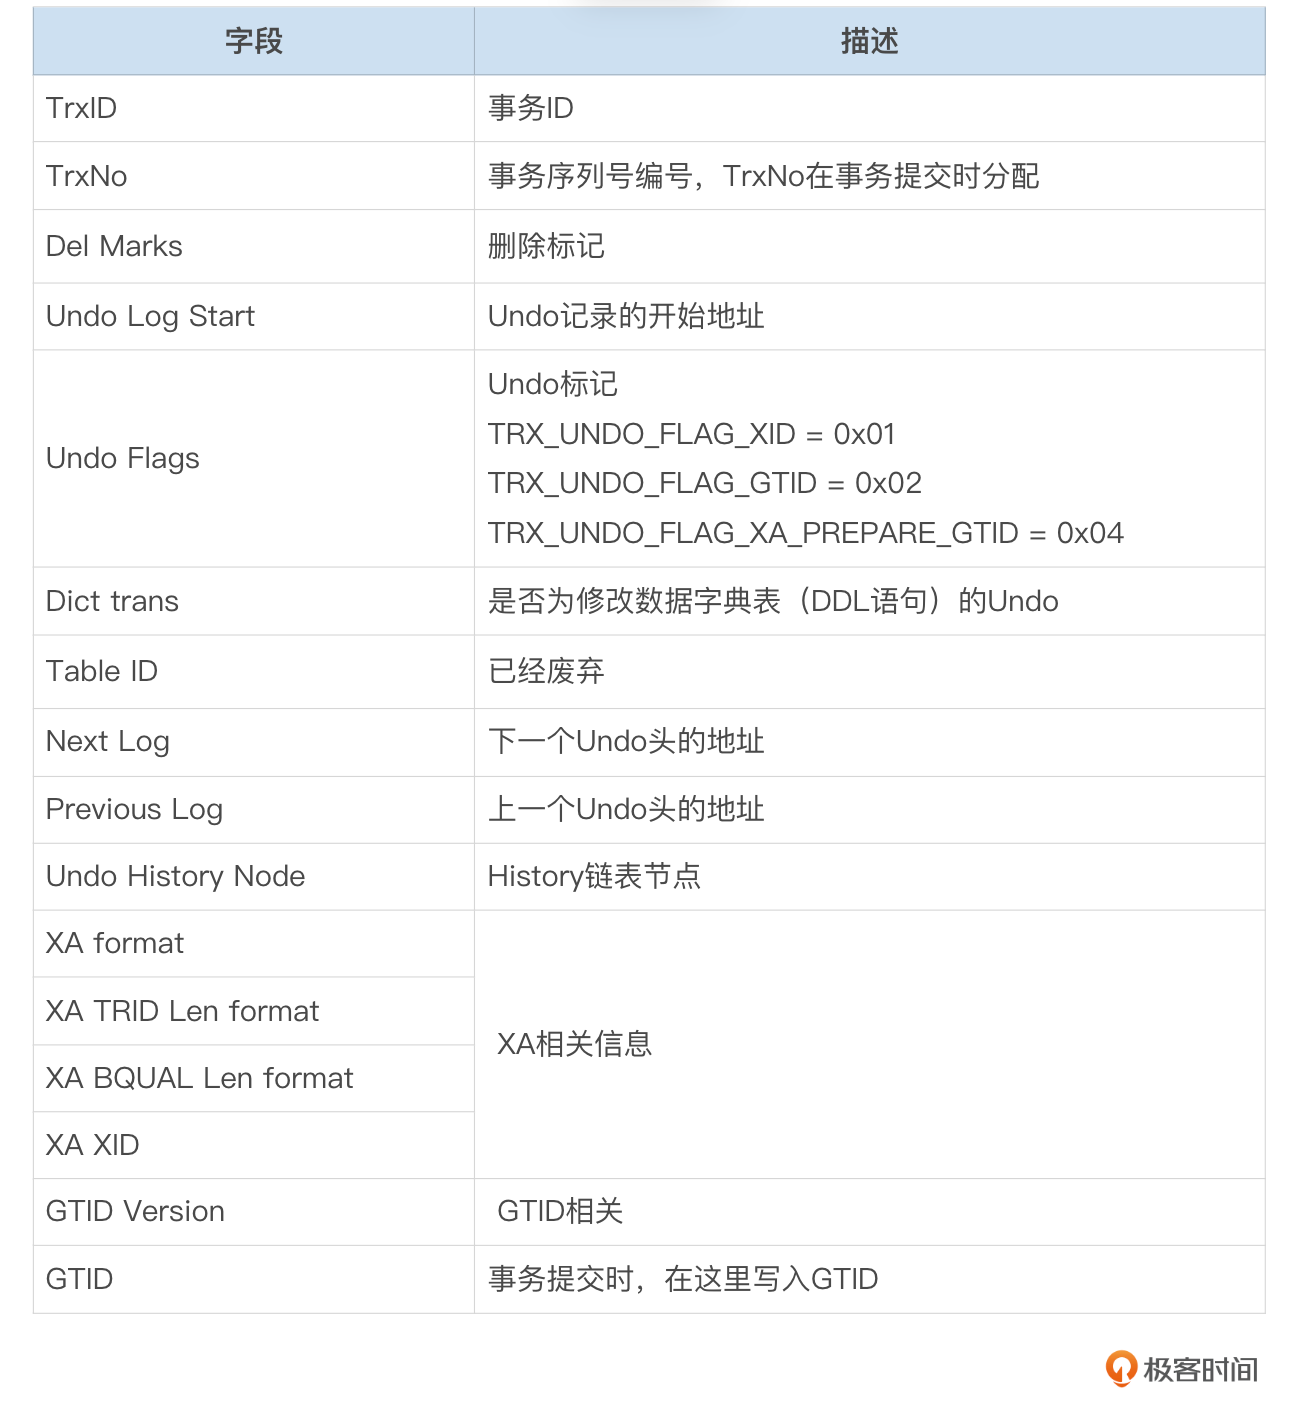 字段 描述
TrxID 事务ID
TrxNo 事务序列号编号，TrxNo在事务提交时分配
Del Marks 删除标记
Undo Log Start Undo记录的开始地址
Undo Flags Undo标记
TRX_UNDO_FLAG_XID = 0x01
TRX_UNDO_FLAG_GTID = 0x02
TRX_UNDO_FLAG_XA_PREPARE_GTID = 0x04
Dict trans 是否为修改数据字典表（DDL语句）的Undo
Table ID 已经废弃
Next Log 下一个Undo头的地址
Previous Log 上一个Undo头的地址
Undo History Node History链表节点
XA format XA相关信息
XA TRID Len format
XA BQUAL Len format
XA XID
GTID Version GTID相关
GTID 事务提交时，在这里写入GTID
极客时间